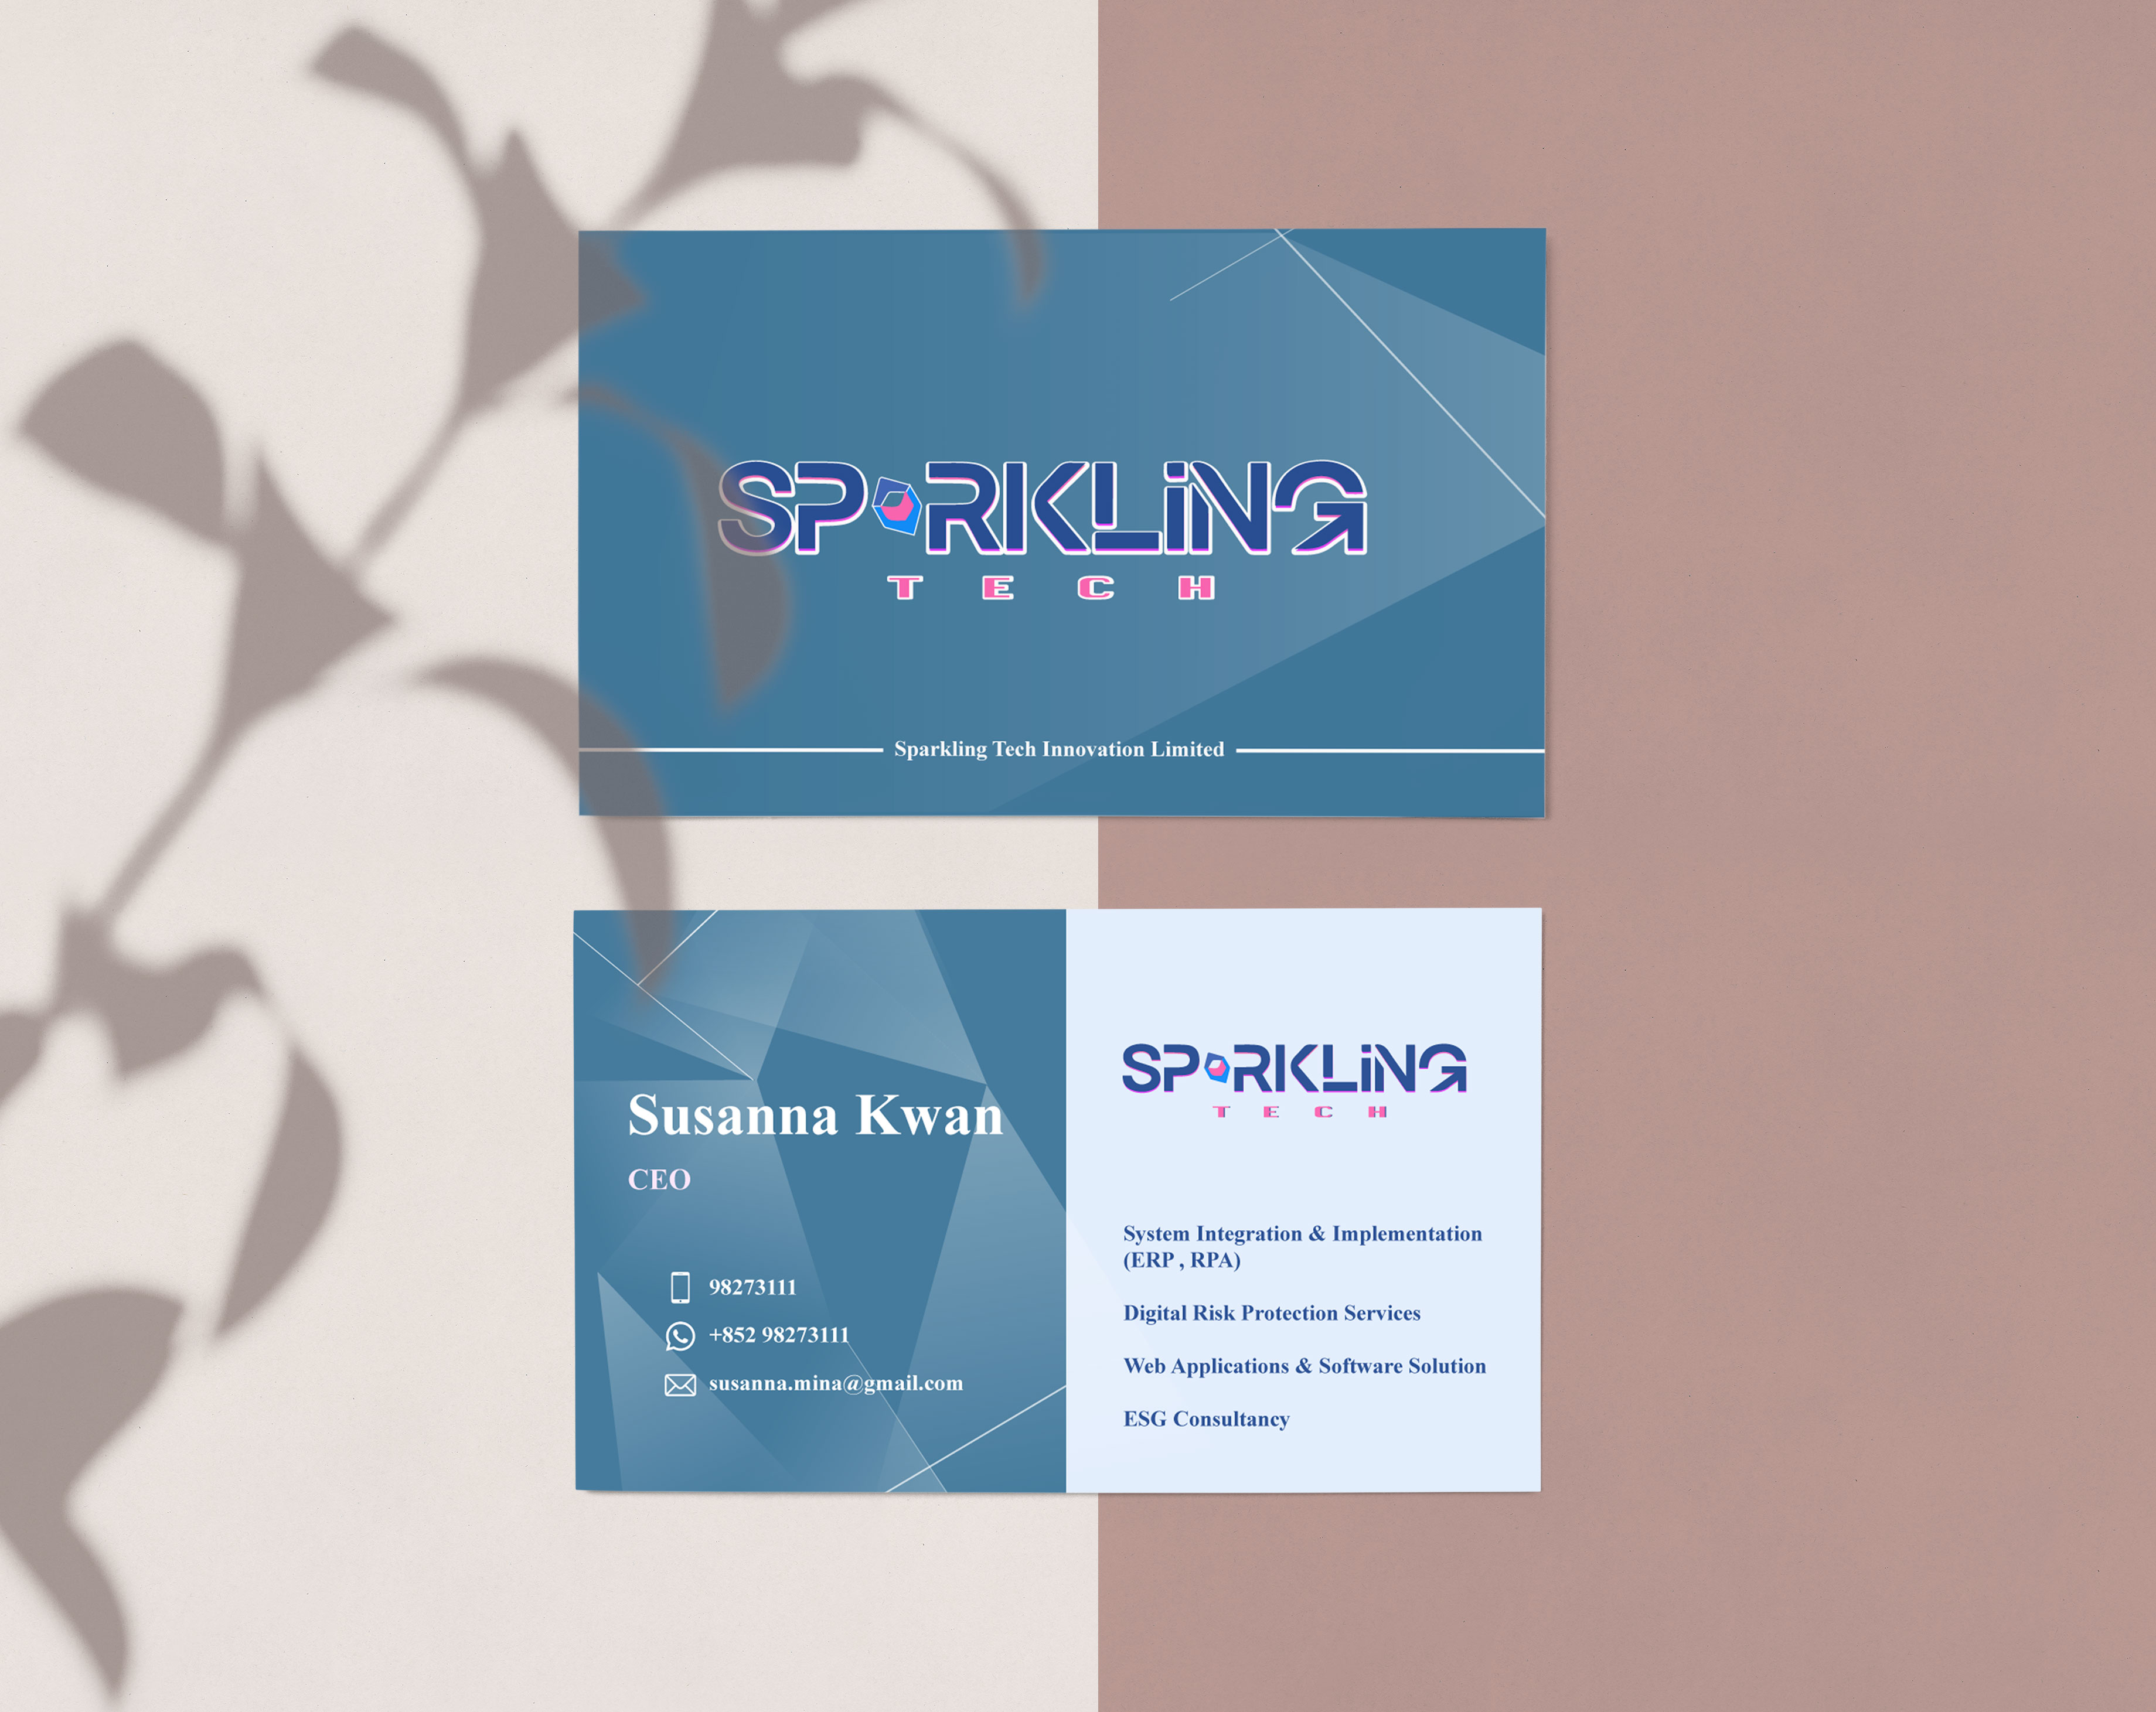 SPARKLiNG
TECH
Sparkling Tech Innovation Limited
Susanna Kwan
CEO
98273111
+852 98273111
susanna.mina@gmail.com
SPARKLiNG
TECH
System Integration & Implementation
(ERP , RPA)
Digital Risk Protection Services
Web Applications & Software Solution
ESG Consultancy